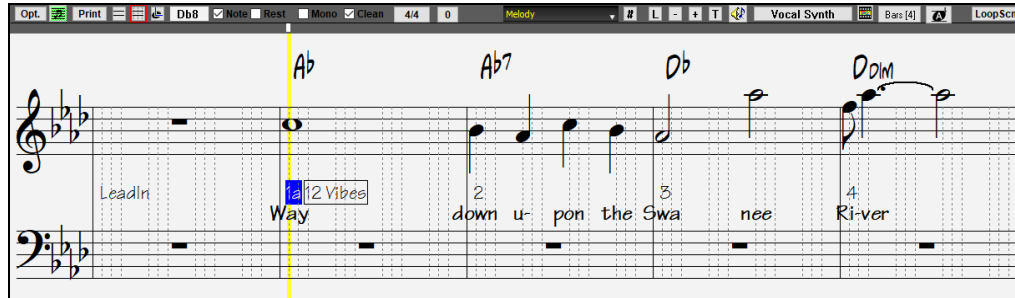 Opt. Print Db8 Note Rest Mono Clean 4/4 0 Melody # L - + T Vocal Synth Bars [4] A LoopScr
Ab Ab7 Db Ddim
LeadIn 1a 12 Vibes 2 3 4
Way down u- pon the Swa nee Ri-ver